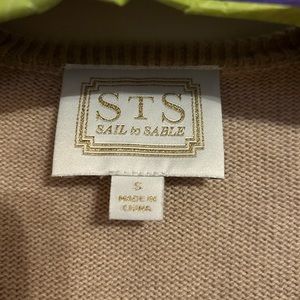 STS
SAIL to SABLE
S
MADE IN
CHINA